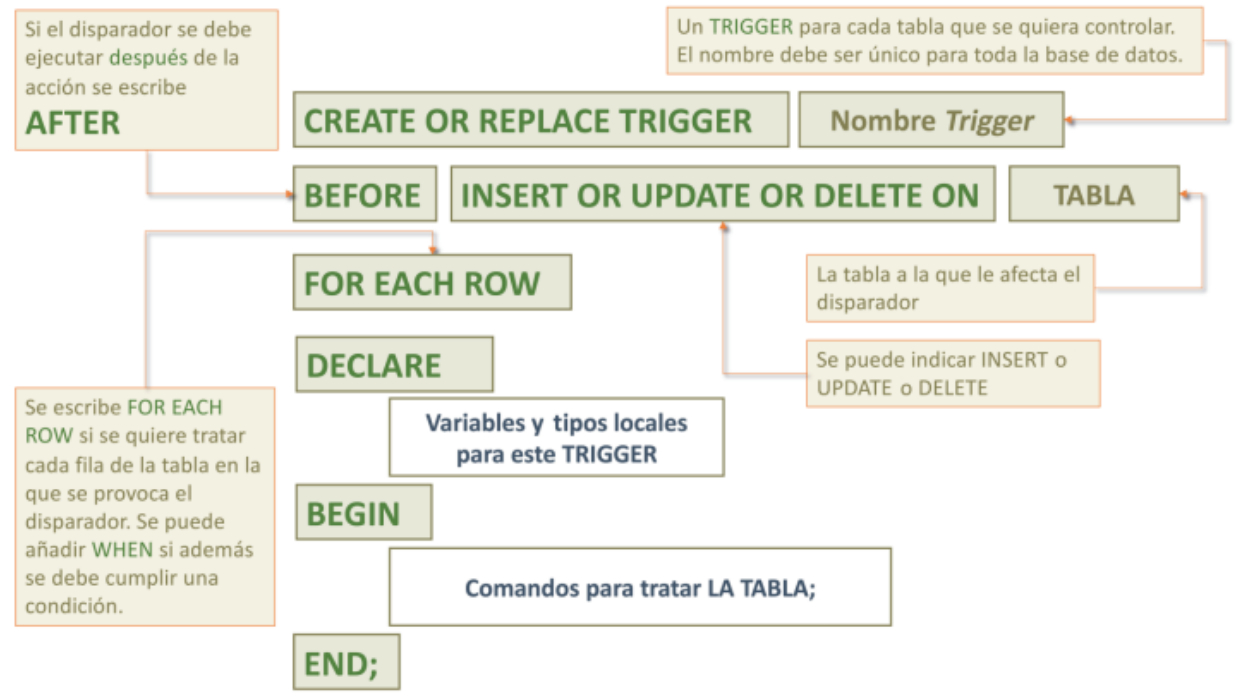 Si el disparador se debe
ejecutar después de la
acción se escribe
AFTER
Un TRIGGER para cada tabla que se quiera controlar.
El nombre debe ser único para toda la base de datos.
CREATE OR REPLACE TRIGGER
Nombre Trigger
BEFORE
INSERT OR UPDATE OR DELETE ON
TABLA
FOR EACH ROW
La tabla a la que le afecta el
disparador
DECLARE
Se puede indicar INSERT o
UPDATE o DELETE
Se escribe FOR EACH
ROW si se quiere tratar
cada fila de la tabla en la
que se provoca el
disparador. Se puede
añadir WHEN si además
se debe cumplir una
condición.
Variables y tipos locales
para este TRIGGER
BEGIN
Comandos para tratar LA TABLA;
END;